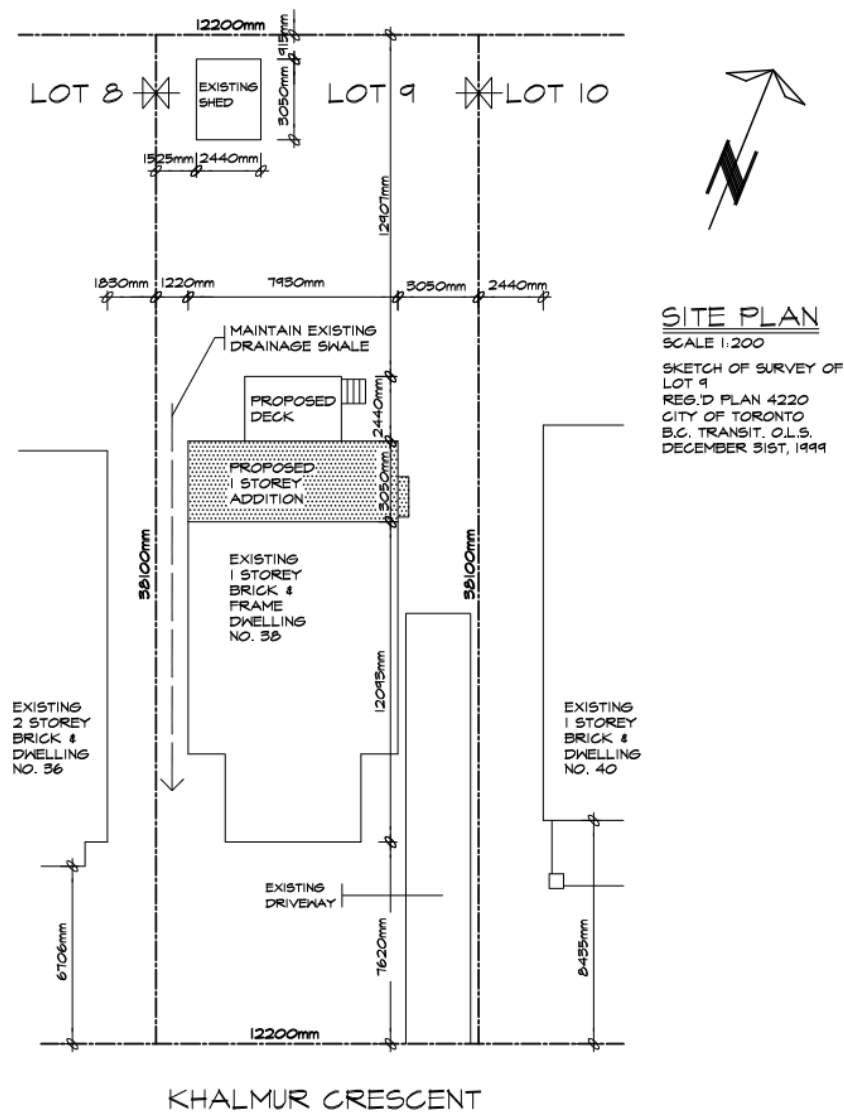 12200mm
915mm
LOT 8
EXISTING
SHED
3050mm
LOT 9
LOT 10
1525mm
2440mm
12907mm
1830mm
1220mm
7930mm
3050mm
2440mm
N
SITE PLAN
SCALE 1:200
SKETCH OF SURVEY OF
LOT 9
REG.'D PLAN 4220
CITY OF TORONTO
B.C. TRANSIT. O.L.S.
DECEMBER 31ST, 1999
MAINTAIN EXISTING
DRAINAGE SWALE
PROPOSED
DECK
2440mm
PROPOSED
1 STOREY
ADDITION
3050mm
38100mm
38100mm
EXISTING
1 STOREY
BRICK &
FRAME
DWELLING
NO. 38
12093mm
EXISTING
2 STOREY
BRICK &
DWELLING
NO. 36
EXISTING
1 STOREY
BRICK &
DWELLING
NO. 40
EXISTING
DRIVEWAY
6706mm
7620mm
8435mm
12200mm
KHALMUR CRESCENT